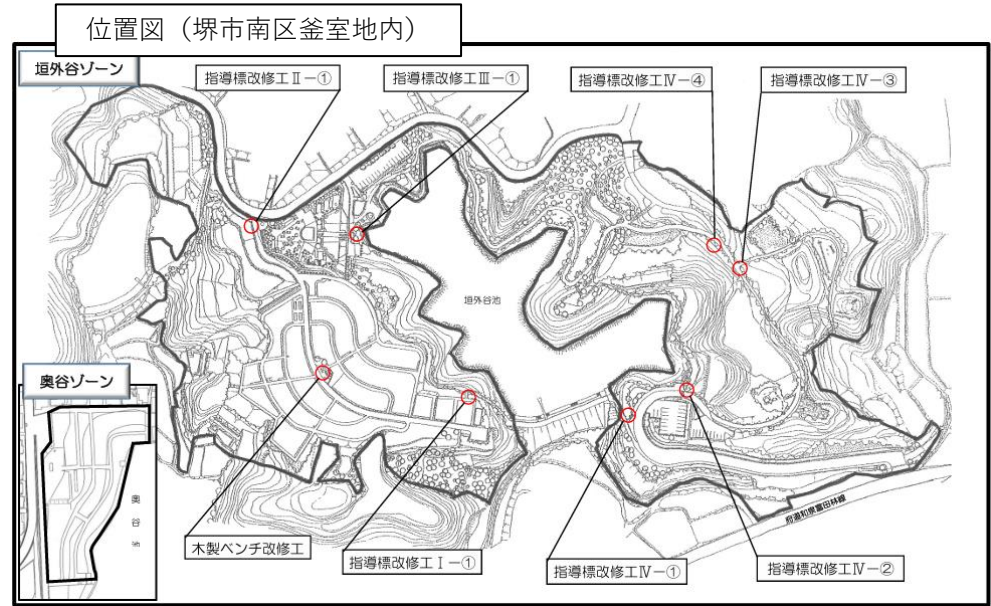 位置図（堺市南区釜室地内）
垣外谷ゾーン
指導標改修工Ⅱ－①
指導標改修工Ⅲ－①
指導標改修工Ⅳ－④
指導標改修工Ⅳ－③
垣外谷池
奥谷ゾーン
奥谷池
府道和泉富田林線
木製ベンチ改修工
指導標改修工Ⅰ－①
指導標改修工Ⅳ－①
指導標改修工Ⅳ－②